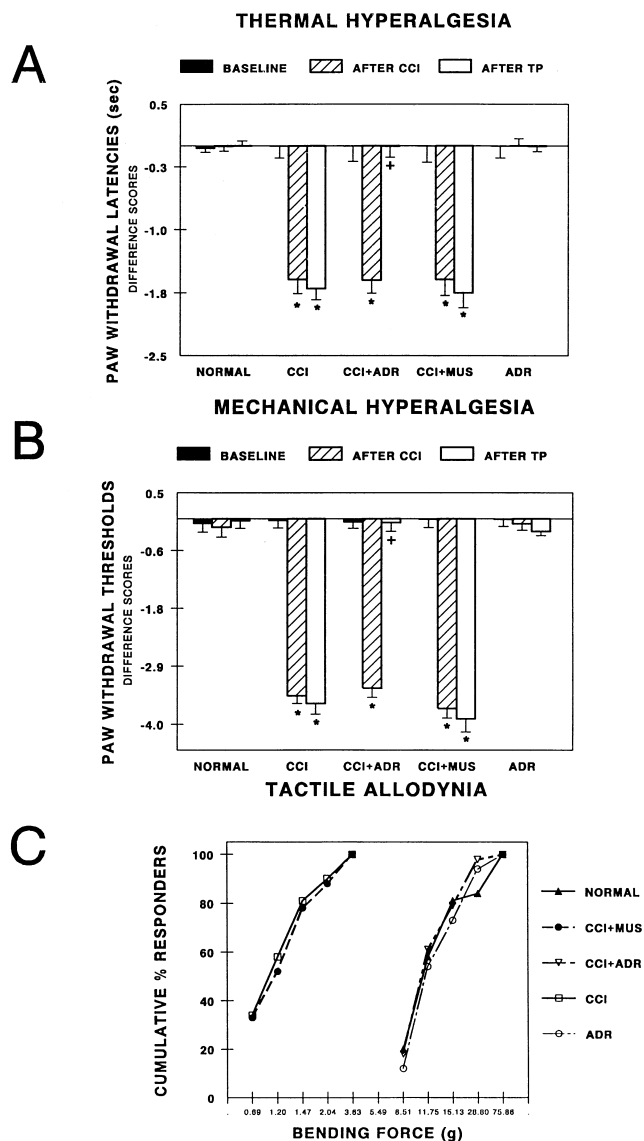 THERMAL HYPERALGESIA
A
BASELINE AFTER CCI AFTER TP
PAW WITHDRAWAL LATENCIES (sec)
DIFFERENCE SCORES
0.5
-0.3
-1.0
-1.8
-2.5
+
* * * * *
NORMAL CCI CCI+ADR CCI+MUS ADR
MECHANICAL HYPERALGESIA
B
BASELINE AFTER CCI AFTER TP
PAW WITHDRAWAL THRESHOLDS
DIFFERENCE SCORES
0.5
-0.6
-1.8
-2.9
-4.0
+
* * * * *
NORMAL CCI CCI+ADR CCI+MUS ADR
TACTILE ALLODYNIA
C
CUMULATIVE % RESPONDERS
100
80
60
40
20
0
NORMAL
CCI+MUS
CCI+ADR
CCI
ADR
0.69 1.20 1.47 2.04 3.63 5.49 8.51 11.75 15.13 28.80 75.86
BENDING FORCE (g)